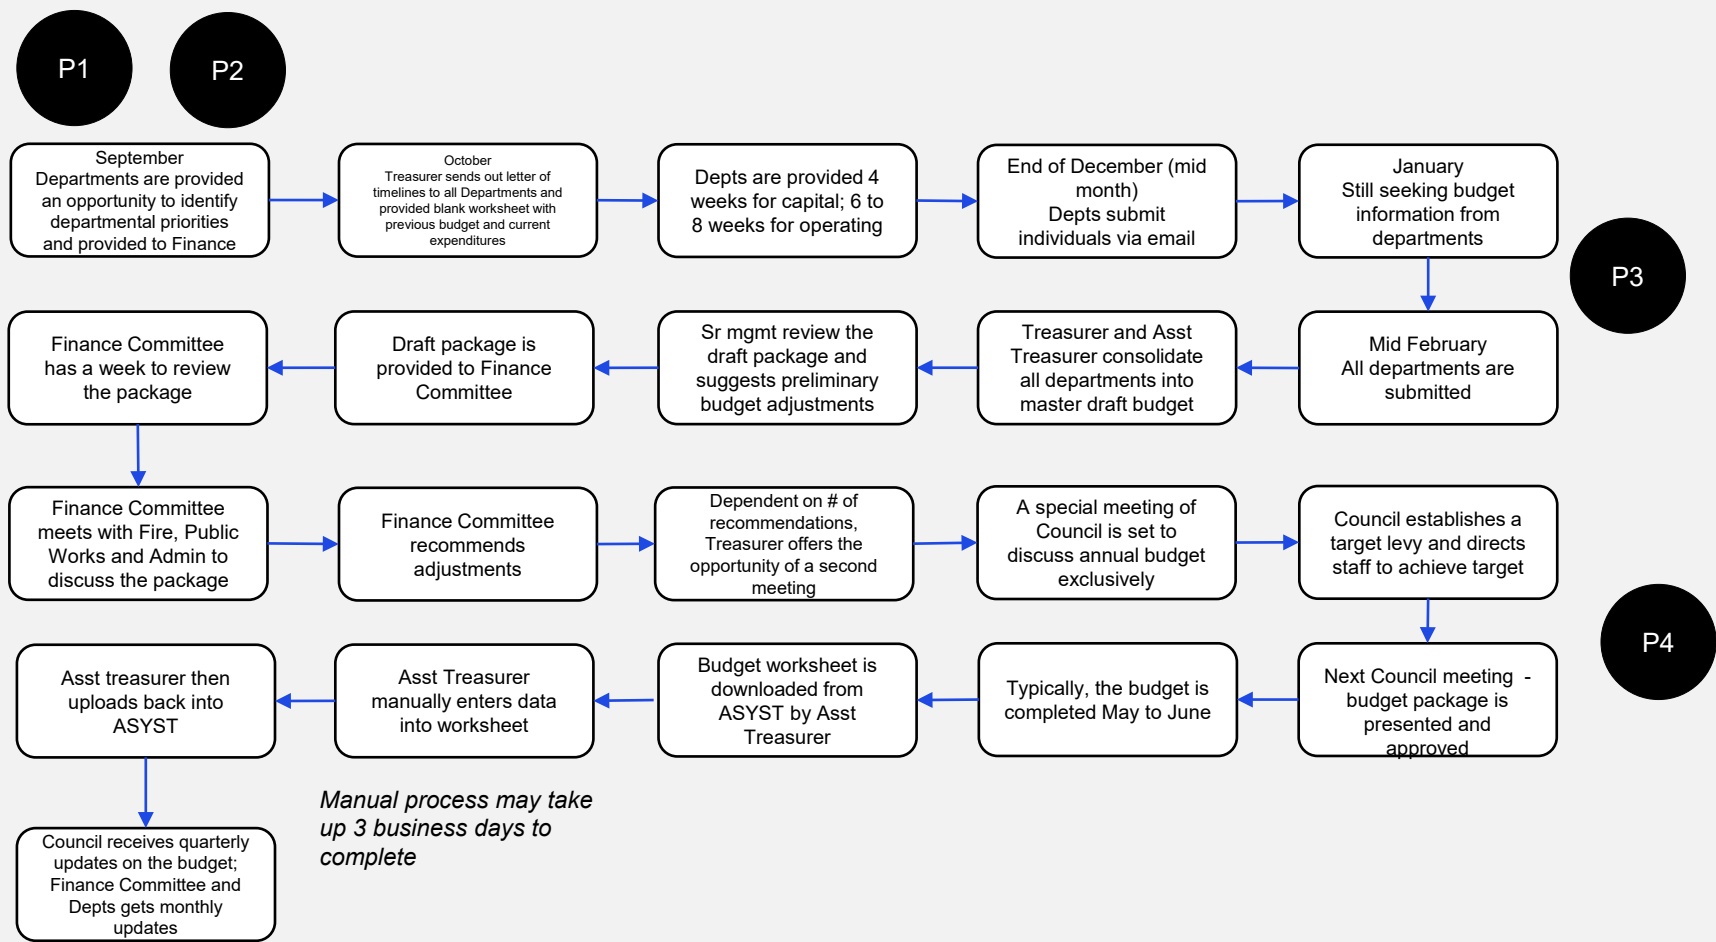 P1
P2
September
Departments are provided
an opportunity to identify
departmental priorities
and provided to Finance
October
Treasurer sends out letter of
timelines to all Departments and
provided blank worksheet with
previous budget and current
expenditures
Depts are provided 4
weeks for capital; 6 to
8 weeks for operating
End of December (mid
month)
Depts submit
individuals via email
January
Still seeking budget
information from
departments
P3
Mid February
All departments are
submitted
Treasurer and Asst
Treasurer consolidate
all departments into
master draft budget
Sr mgmt review the
draft package and
suggests preliminary
budget adjustments
Draft package is
provided to Finance
Committee
Finance Committee
has a week to review
the package
Finance Committee
meets with Fire, Public
Works and Admin to
discuss the package
Finance Committee
recommends
adjustments
Dependent on # of
recommendations,
Treasurer offers the
opportunity of a second
meeting
A special meeting of
Council is set to
discuss annual budget
exclusively
Council establishes a
target levy and directs
staff to achieve target
P4
Next Council meeting -
budget package is
presented and
approved
Typically, the budget is
completed May to June
Budget worksheet is
downloaded from
ASYST by Asst
Treasurer
Asst Treasurer
manually enters data
into worksheet
Asst treasurer then
uploads back into
ASYST
Manual process may take
up 3 business days to
complete
Council receives quarterly
updates on the budget;
Finance Committee and
Depts gets monthly
updates